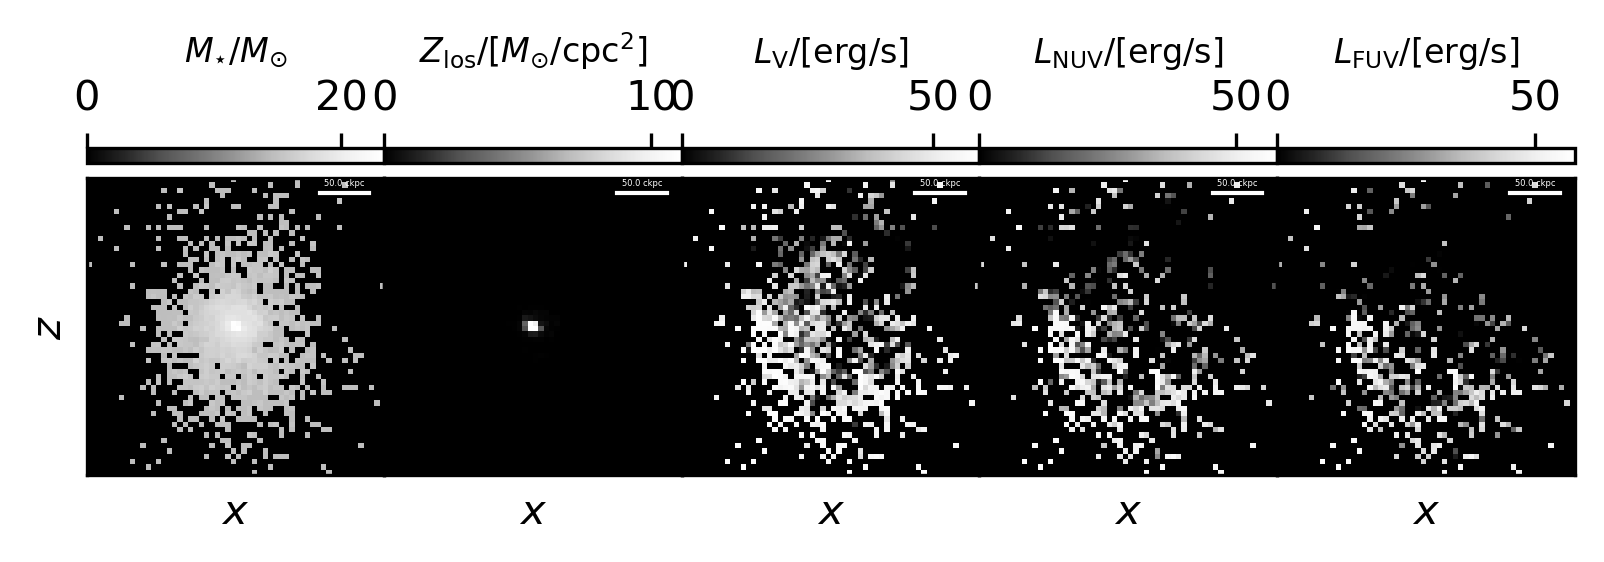 M⋆/M⊙ Z_los/[M⊙/cpc²] L_V/[erg/s] L_NUV/[erg/s] L_FUV/[erg/s]
0 20 0 10 0 50 0 50 0 50
50.0 ckpc 50.0 ckpc 50.0 ckpc 50.0 ckpc 50.0 ckpc
z
x x x x x